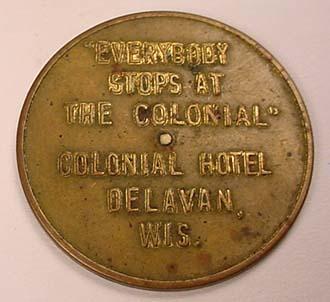 "EVERYBODY
STOPS AT
THE COLONIAL"
COLONIAL HOTEL
DELAVAN,
WIS.